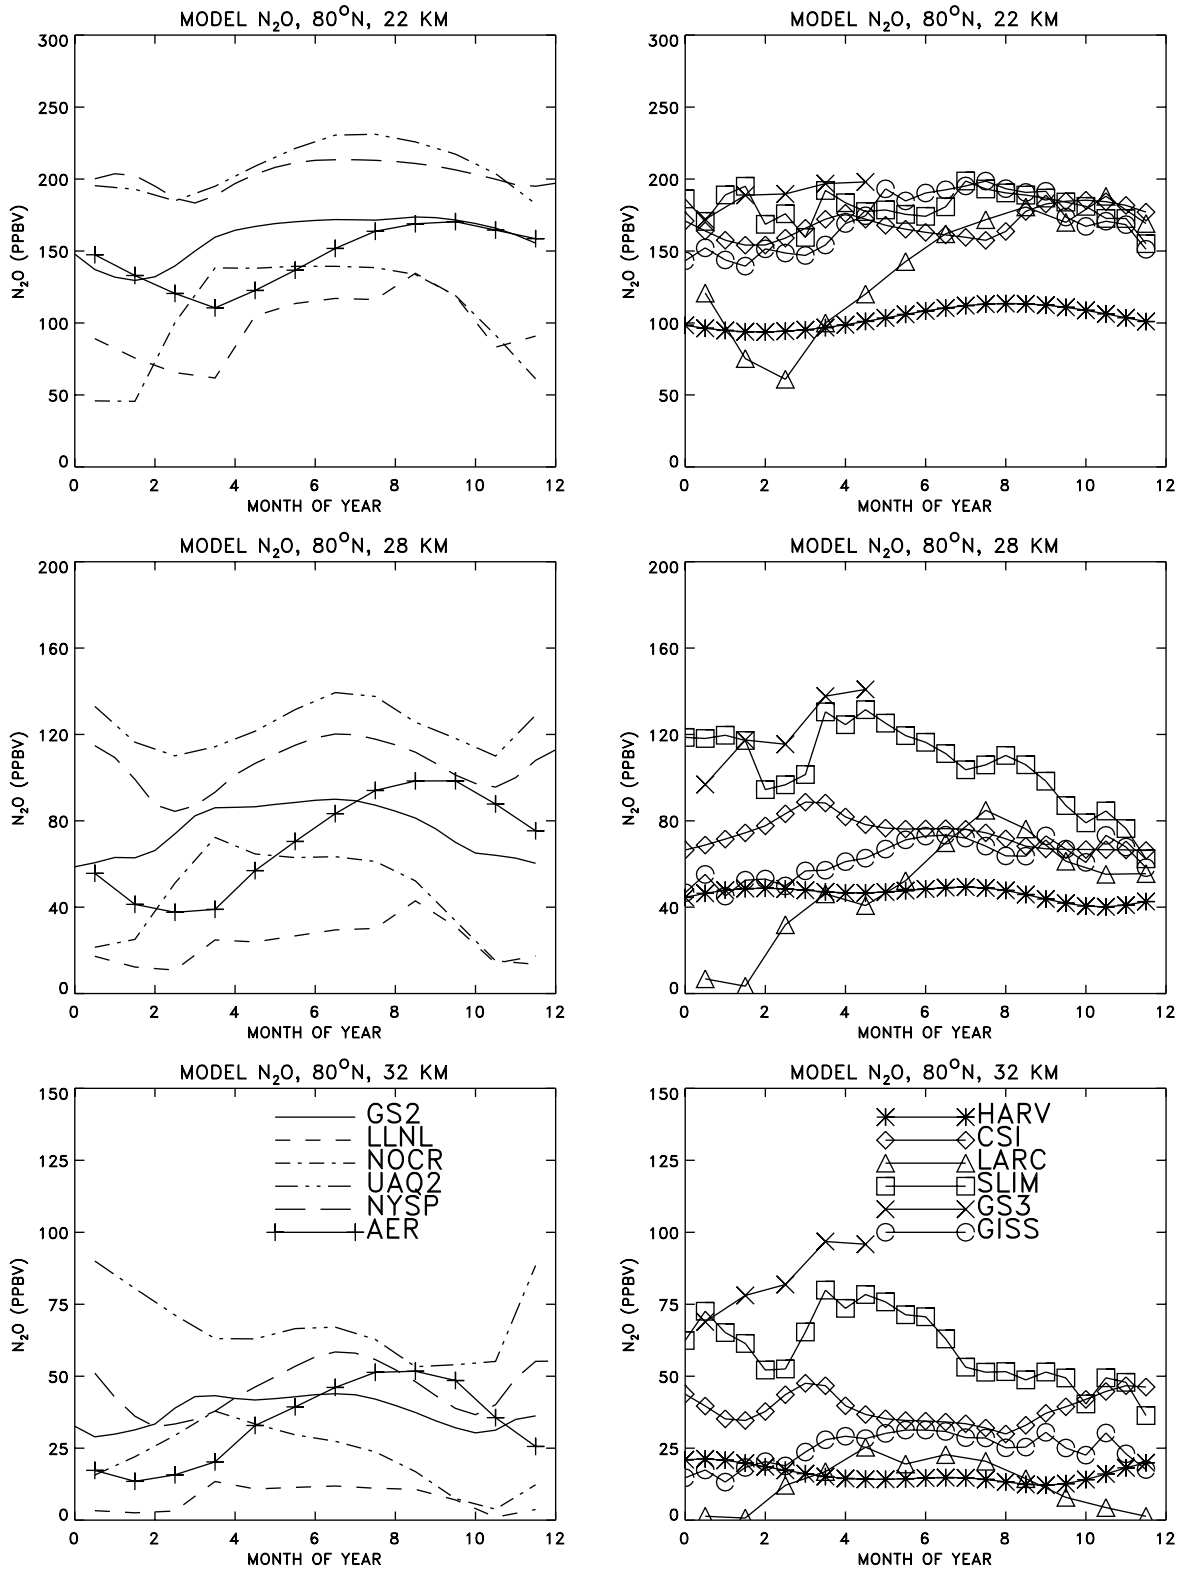 MODEL N₂O, 80°N, 22 KM
300
250
200
150
100
50
0
N₂O (PPBV)
0 2 4 6 8 10 12
MONTH OF YEAR
MODEL N₂O, 80°N, 22 KM
300
250
200
150
100
50
0
N₂O (PPBV)
0 2 4 6 8 10 12
MONTH OF YEAR
MODEL N₂O, 80°N, 28 KM
200
160
120
80
40
0
N₂O (PPBV)
0 2 4 6 8 10 12
MONTH OF YEAR
MODEL N₂O, 80°N, 28 KM
200
160
120
80
40
0
N₂O (PPBV)
0 2 4 6 8 10 12
MONTH OF YEAR
MODEL N₂O, 80°N, 32 KM
150
125
100
75
50
25
0
N₂O (PPBV)
GS2
LLNL
NOCR
UAQ2
NYSP
AER
0 2 4 6 8 10 12
MONTH OF YEAR
MODEL N₂O, 80°N, 32 KM
150
125
100
75
50
25
0
N₂O (PPBV)
HARV
CSI
LARC
SLIM
GS3
GISS
0 2 4 6 8 10 12
MONTH OF YEAR